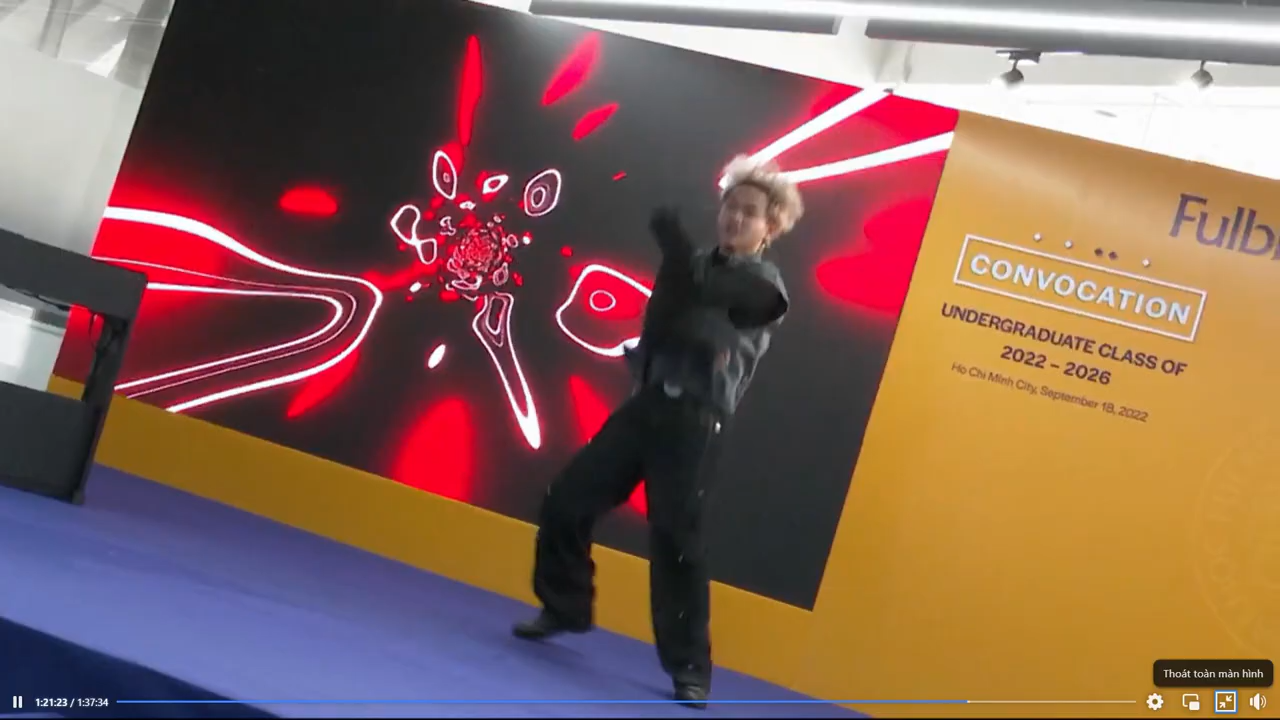 Fulb
CONVOCATION
UNDERGRADUATE CLASS OF
2022 – 2026
Ho Chi Minh City, September 18, 2022
Thoát toàn màn hình
1:21:23 / 1:37:34